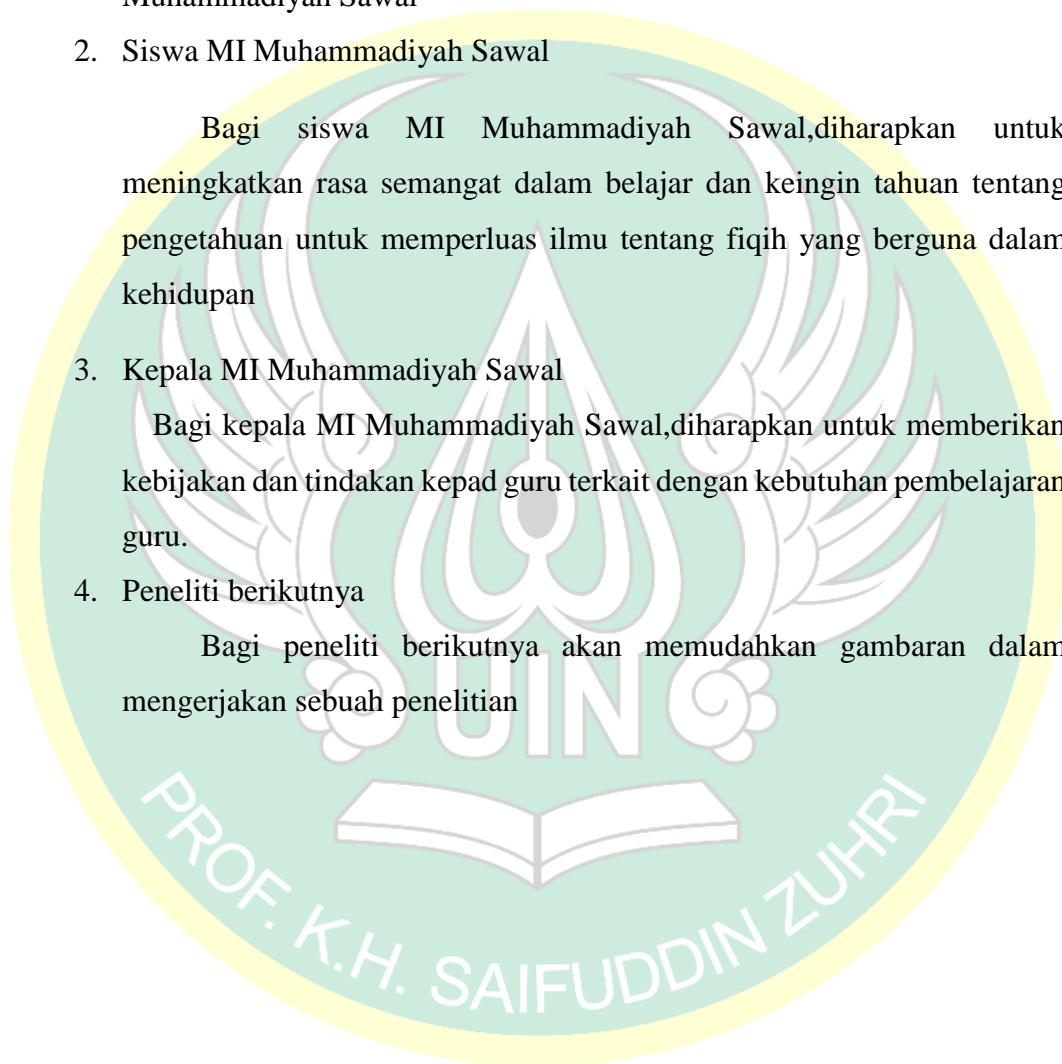 Muhammadiyah Sawal
2. Siswa MI Muhammadiyah Sawal
Bagi siswa MI Muhammadiyah Sawal,diharapkan untuk
meningkatkan rasa semangat dalam belajar dan keingin tahuan tentang
pengetahuan untuk memperluas ilmu tentang fiqih yang berguna dalam
kehidupan
3. Kepala MI Muhammadiyah Sawal
Bagi kepala MI Muhammadiyah Sawal,diharapkan untuk memberikan
kebijakan dan tindakan kepad guru terkait dengan kebutuhan pembelajaran
guru.
4. Peneliti berikutnya
Bagi peneliti berikutnya akan memudahkan gambaran dalam
mengerjakan sebuah penelitian
UIN
PROF. K.H. SAIFUDDIN ZUHRI